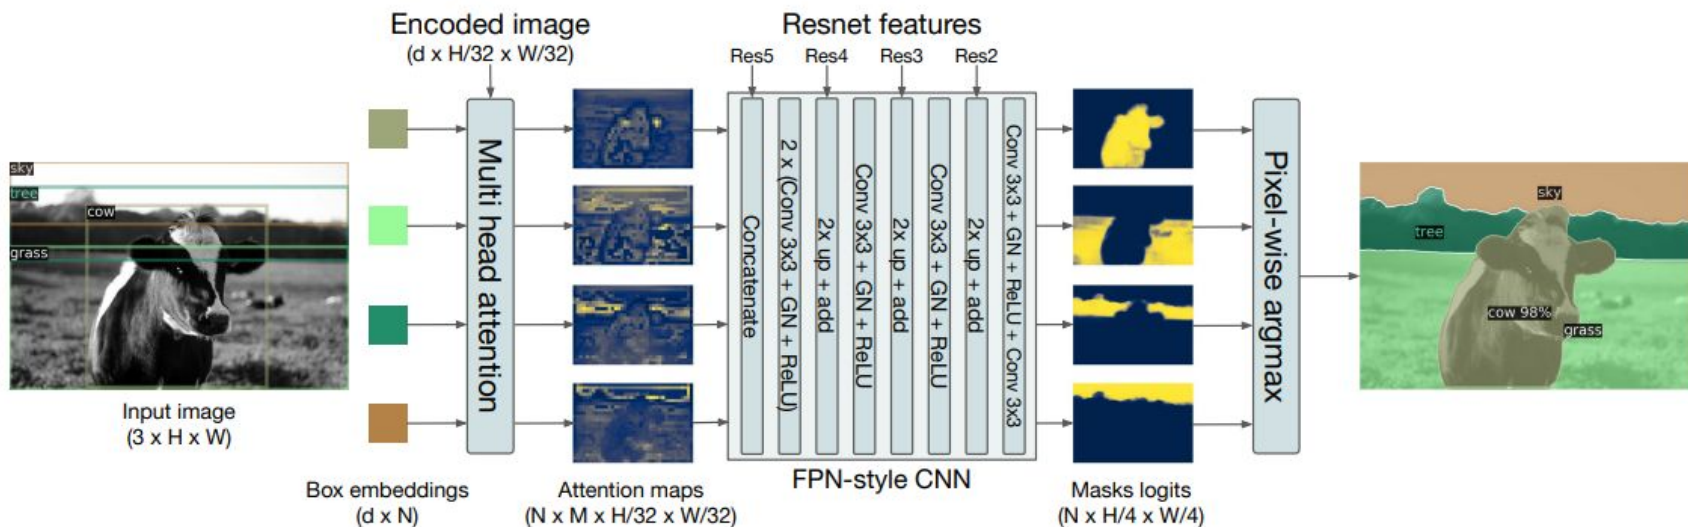 Encoded image
(d x H/32 x W/32)
Resnet features
Res5
Res4
Res3
Res2
sky
tree
cow
grass
Input image
(3 x H x W)
Box embeddings
(d x N)
Multi head attention
Attention maps
(N x M x H/32 x W/32)
Concatenate
2 x (Conv 3x3 + GN + ReLU)
2x up + add
Conv 3x3 + GN + ReLU
2x up + add
Conv 3x3 + GN + ReLU
2x up + add
Conv 3x3 + GN + ReLU + Conv 3x3
FPN-style CNN
Masks logits
(N x H/4 x W/4)
Pixel-wise argmax
sky
tree
cow 98%
grass